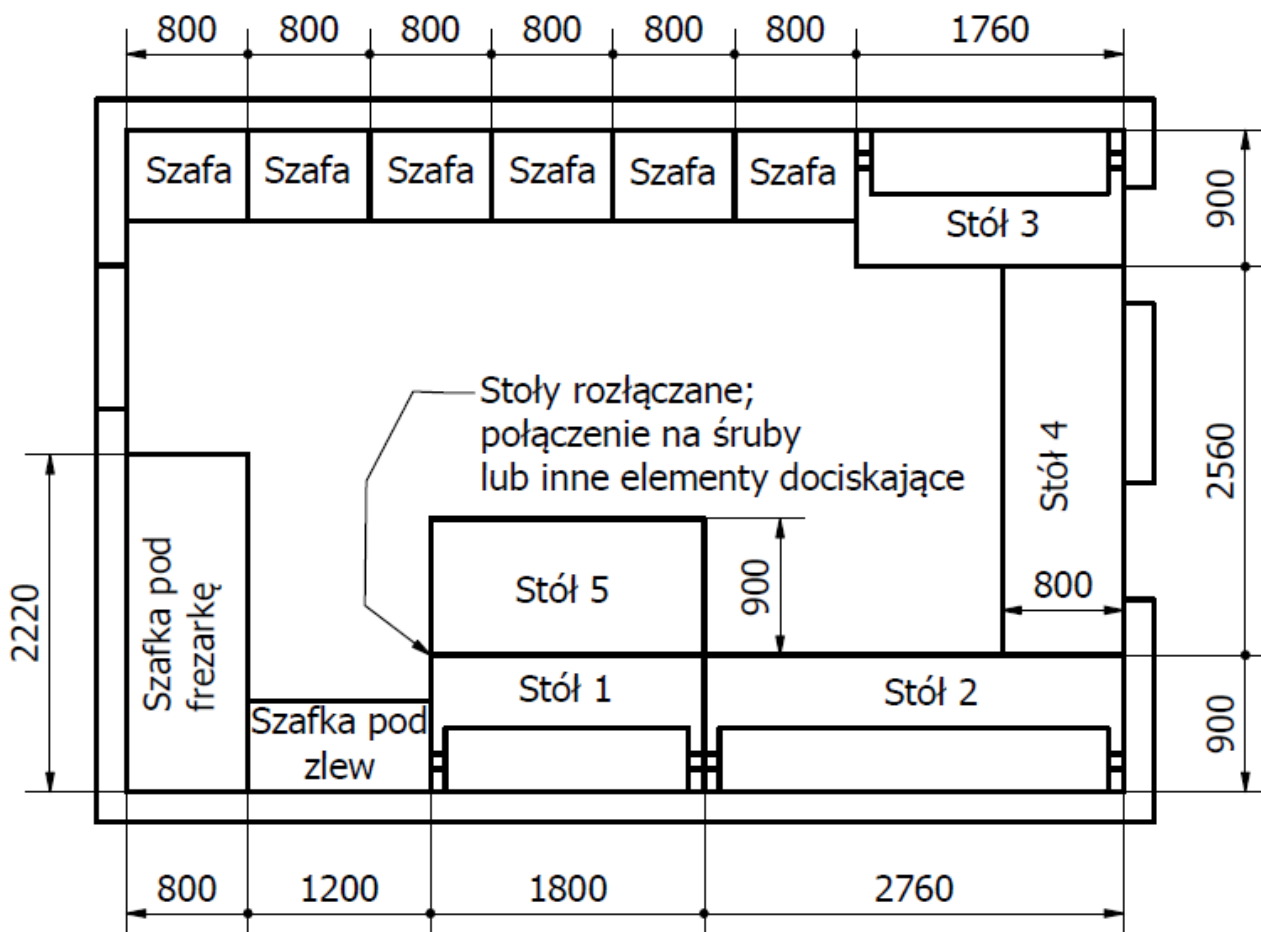 800 800 800 800 800 800 1760
Szafa Szafa Szafa Szafa Szafa Szafa
Stół 3
900
Stoły rozłączane;
połączenie na śruby
lub inne elementy dociskające
Stół 4
2560
2220
Szafka pod
frezarkę
Stół 5
900
800
Stół 1
Stół 2
900
Szafka pod
zlew
800 1200 1800 2760